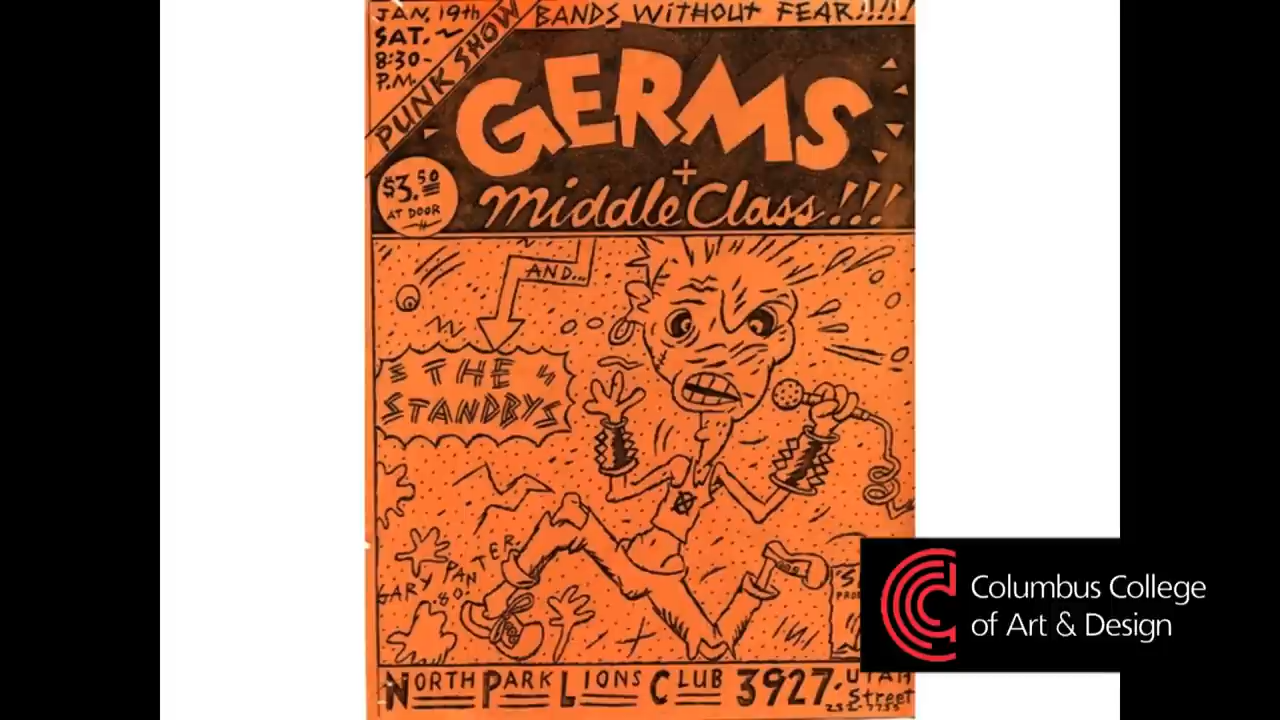 JAN, 19th
SAT. ~
8:30-
P.M.
PUNK SHOW
BANDS WITHOUT FEAR!!!!!
GERMS
+
Middle Class!!!
$3.50
AT DOOR
AND...
THE
STANDBYS
GARY PANTER.
.80.
NORTH PARK LIONS CLUB 3927. UTAH
Street
Columbus College
of Art & Design